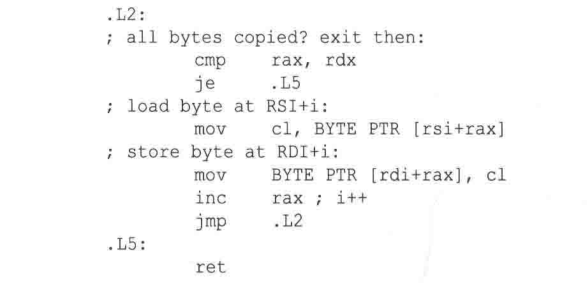 .L2:
; all bytes copied? exit then:
cmp rax, rdx
je .L5
; load byte at RSI+i:
mov cl, BYTE PTR [rsi+rax]
; store byte at RDI+i:
mov BYTE PTR [rdi+rax], cl
inc rax ; i++
jmp .L2
.L5:
ret